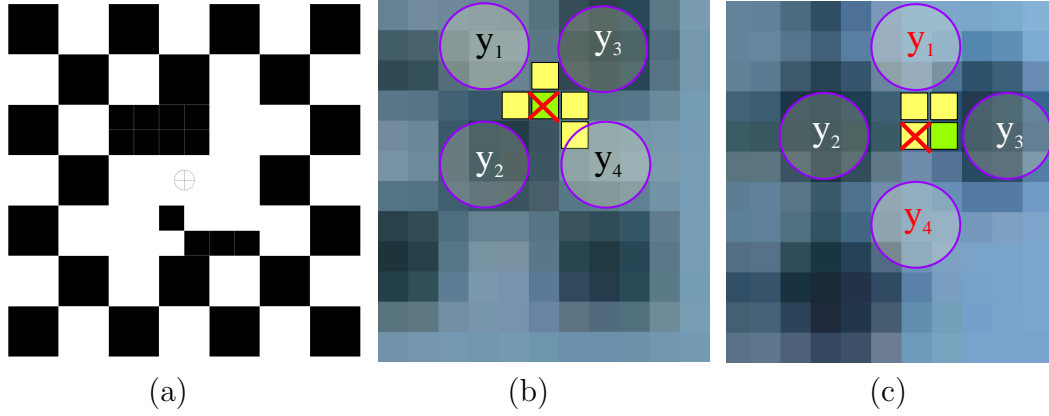 y₁ y₃
y₂ y₄
y₁
y₂ y₃
y₄
(a) (b) (c)